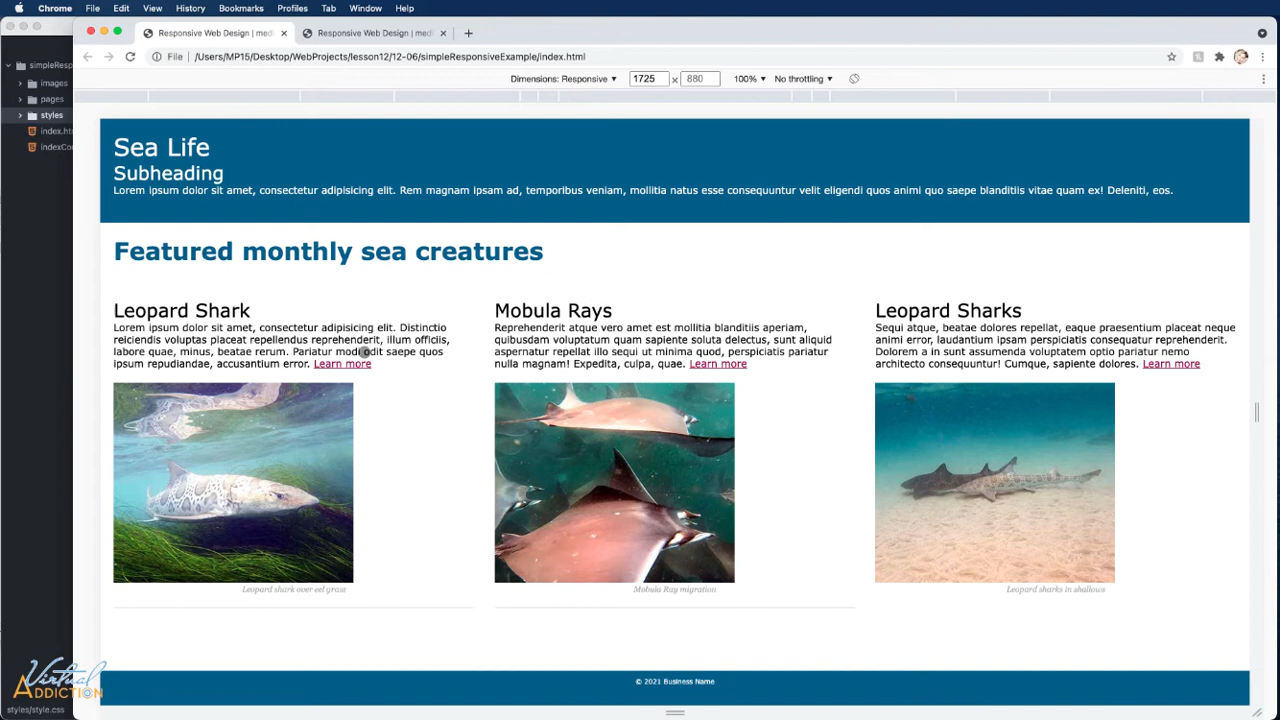 Chrome File Edit View History Bookmarks Profiles Tab Window Help
Responsive Web Design | med
Responsive Web Design | med
File /Users/MP15/Desktop/WebProjects/lesson12/12-06/simpleResponsiveExample/index.html
Dimensions: Responsive 1725 x 880 100% No throttling
simpleResp
images
pages
styles
index.ht
indexCo
Sea Life
Subheading
Lorem ipsum dolor sit amet, consectetur adipisicing elit. Rem magnam ipsam ad, temporibus veniam, mollitia natus esse consequuntur velit eligendi quos animi quo saepe blanditiis vitae quam ex! Deleniti, eos.
Featured monthly sea creatures
Leopard Shark
Lorem ipsum dolor sit amet, consectetur adipisicing elit. Distinctio
reiciendis voluptas placeat repellendus reprehenderit, illum officiis,
labore quae, minus, beatae rerum. Pariatur modi odit saepe quos
ipsum repudiandae, accusantium error. Learn more
Leopard shark over eel grass
Mobula Rays
Reprehenderit atque vero amet est mollitia blanditiis aperiam,
quibusdam voluptatum quam sapiente soluta delectus, sunt aliquid
aspernatur repellat illo sequi ut minima quod, perspiciatis pariatur
nulla magnam! Expedita, culpa, quae. Learn more
Mobula Ray migration
Leopard Sharks
Sequi atque, beatae dolores repellat, eaque praesentium placeat neque
animi error, laudantium ipsam perspiciatis consequatur reprehenderit.
Dolorem a in sunt assumenda voluptatem optio pariatur nemo
architecto consequuntur! Cumque, sapiente dolores. Learn more
Leopard sharks in shallows
© 2021 Business Name
Virtual
ADDICTION
styles/style.css